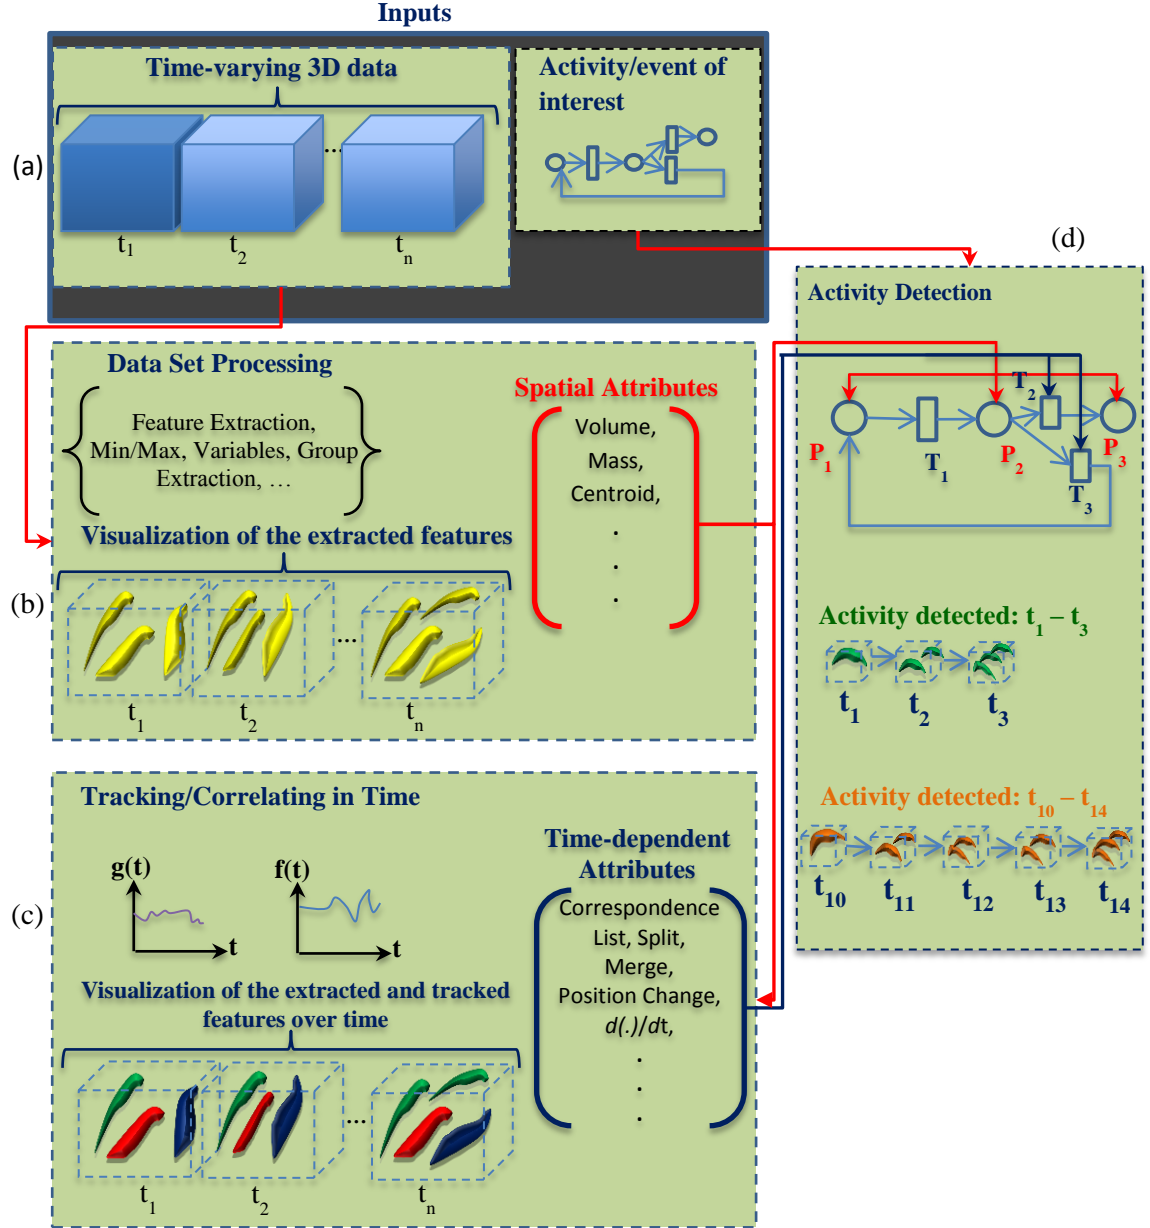 Inputs
(a)
Time-varying 3D data
...
t1
t2
tn
Activity/event of
interest
(b)
Data Set Processing
Feature Extraction,
Min/Max, Variables, Group
Extraction, …
Visualization of the extracted features
...
t1
t2
tn
Spatial Attributes
Volume,
Mass,
Centroid,
.
.
.
(c)
Tracking/Correlating in Time
g(t)
t
f(t)
t
Visualization of the extracted and tracked
features over time
...
t1
t2
tn
Time-dependent
Attributes
Correspondence
List, Split,
Merge,
Position Change,
d(.)/dt,
.
.
.
(d)
Activity Detection
T2
P1
T1
P2
P3
T3
Activity detected: t1 – t3
t1
t2
t3
Activity detected: t10 – t14
t10
t11
t12
t13
t14